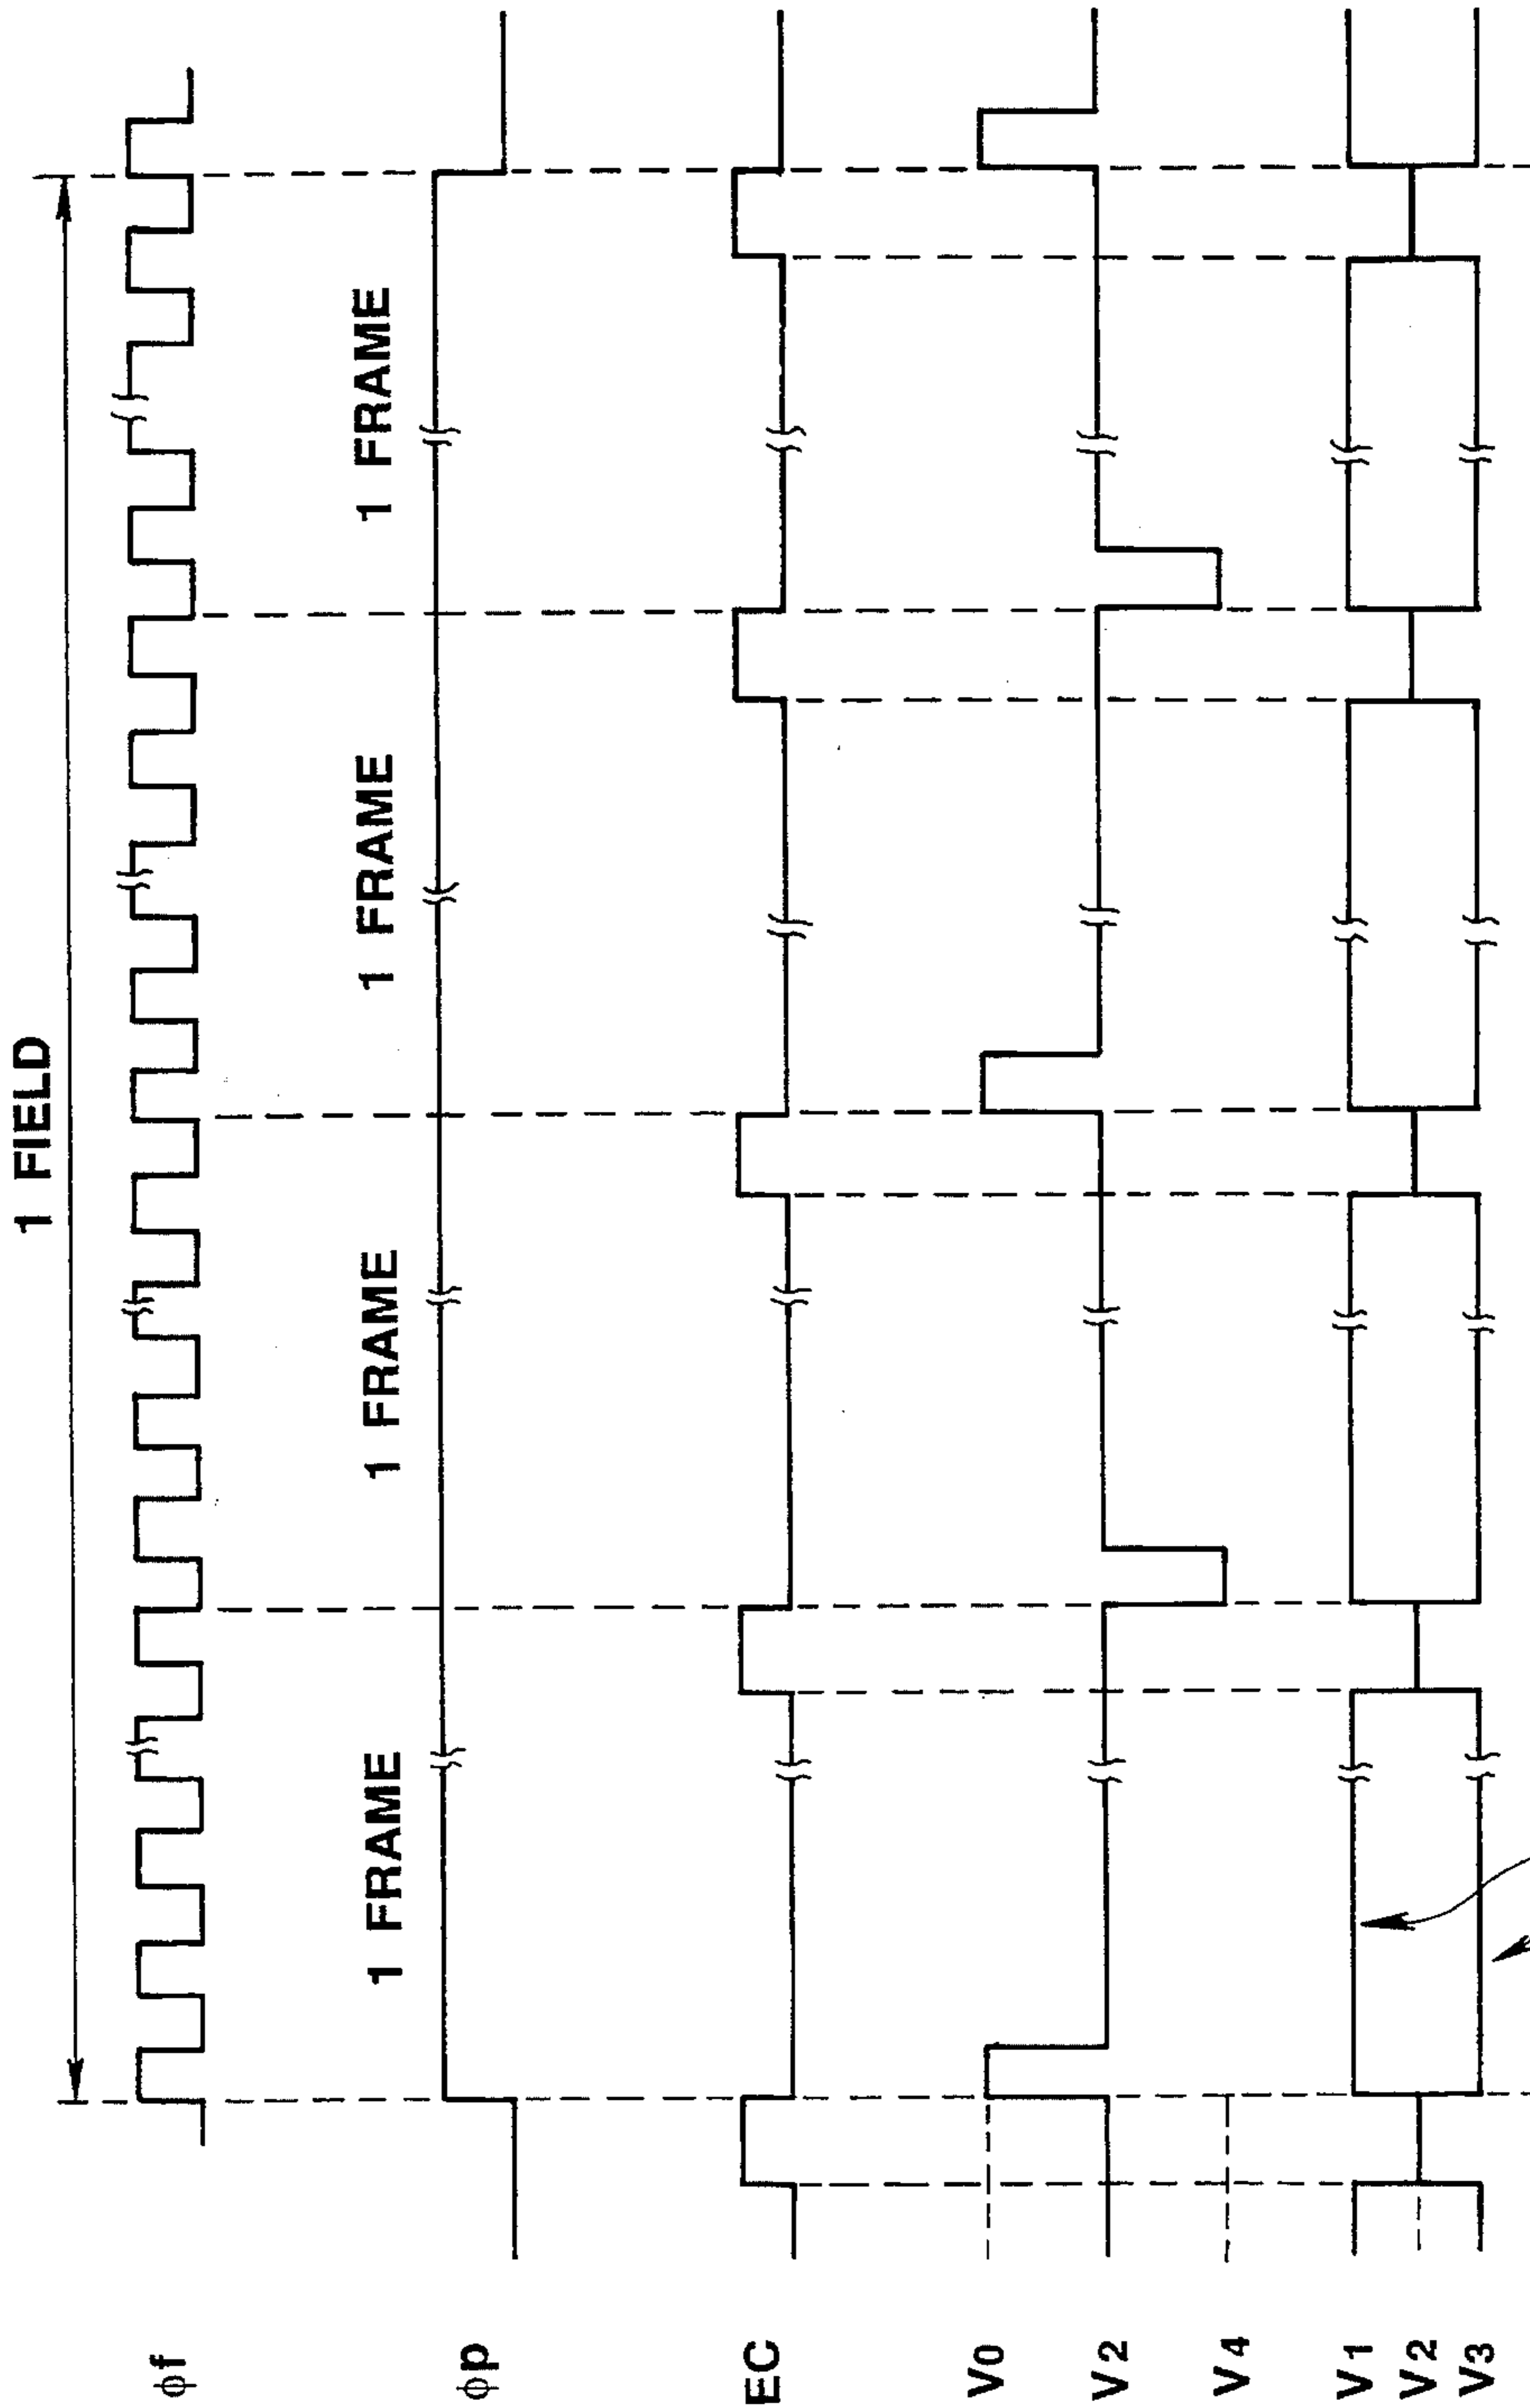 1 FIELD
φf
1 FRAME 1 FRAME 1 FRAME 1 FRAME
φp
EC
V0
V2
V4
V1
V2
V3